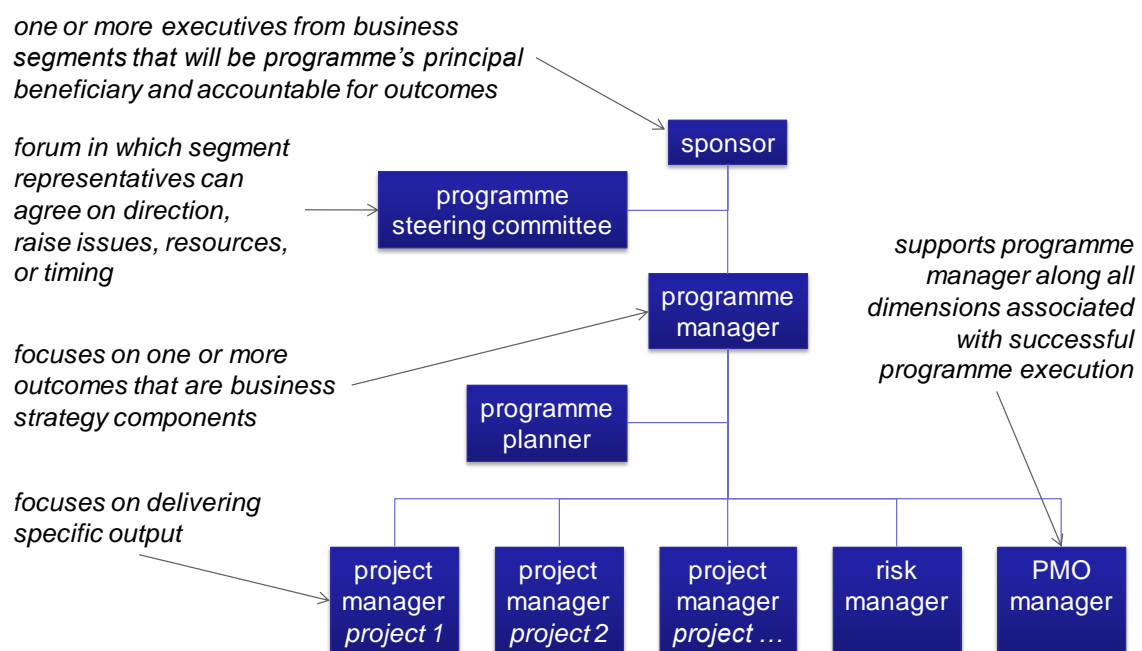 one or more executives from business
segments that will be programme’s principal
beneficiary and accountable for outcomes
sponsor
forum in which segment
representatives can
agree on direction,
raise issues, resources,
or timing
programme
steering committee
supports programme
manager along all
dimensions associated
with successful
programme execution
programme
manager
focuses on one or more
outcomes that are business
strategy components
programme
planner
focuses on delivering
specific output
project
manager
project 1
project
manager
project 2
project
manager
project …
risk
manager
PMO
manager